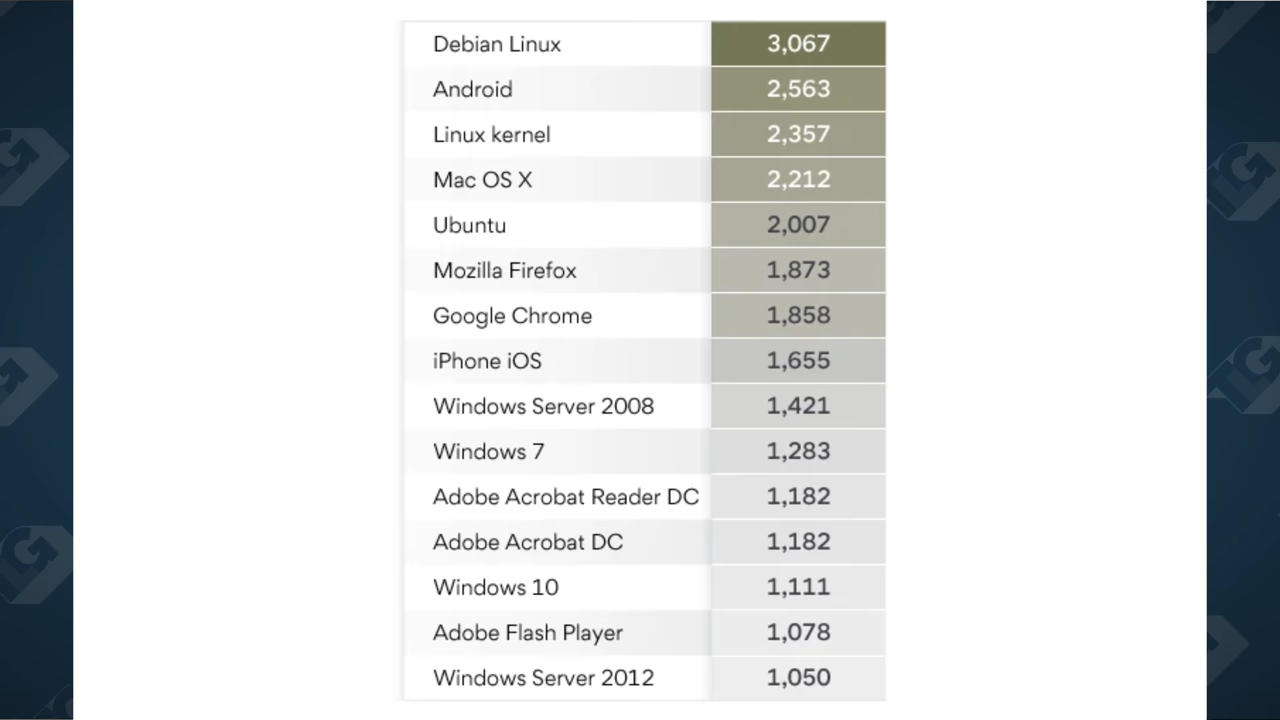 Debian Linux 3,067
Android 2,563
Linux kernel 2,357
Mac OS X 2,212
Ubuntu 2,007
Mozilla Firefox 1,873
Google Chrome 1,858
iPhone iOS 1,655
Windows Server 2008 1,421
Windows 7 1,283
Adobe Acrobat Reader DC 1,182
Adobe Acrobat DC 1,182
Windows 10 1,111
Adobe Flash Player 1,078
Windows Server 2012 1,050
TLG